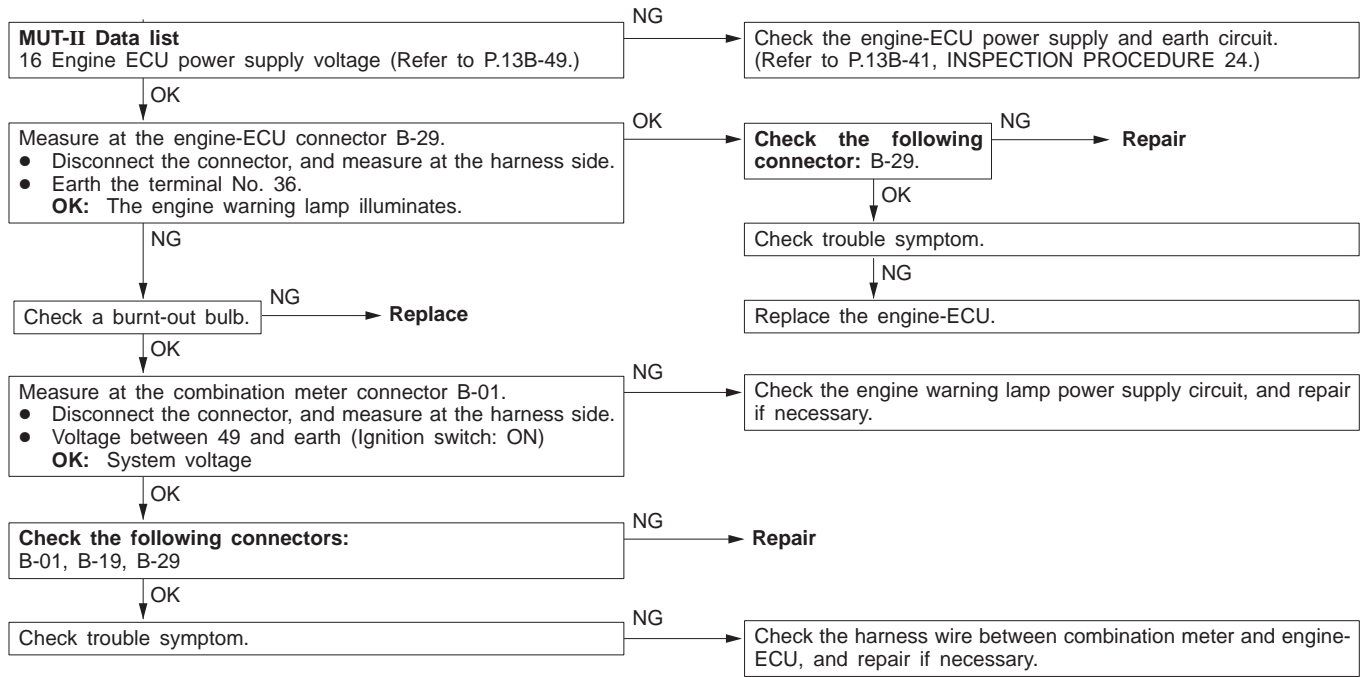 NG
MUT-II Data list
16 Engine ECU power supply voltage (Refer to P.13B-49.)
Check the engine-ECU power supply and earth circuit.
(Refer to P.13B-41, INSPECTION PROCEDURE 24.)
OK
Measure at the engine-ECU connector B-29.
● Disconnect the connector, and measure at the harness side.
● Earth the terminal No. 36.
OK: The engine warning lamp illuminates.
OK
Check the following
connector: B-29.
NG
Repair
OK
Check trouble symptom.
NG
Replace the engine-ECU.
NG
Check a burnt-out bulb.
NG
Replace
OK
Measure at the combination meter connector B-01.
● Disconnect the connector, and measure at the harness side.
● Voltage between 49 and earth (Ignition switch: ON)
OK: System voltage
NG
Check the engine warning lamp power supply circuit, and repair
if necessary.
OK
Check the following connectors:
B-01, B-19, B-29
NG
Repair
OK
Check trouble symptom.
NG
Check the harness wire between combination meter and engine-
ECU, and repair if necessary.